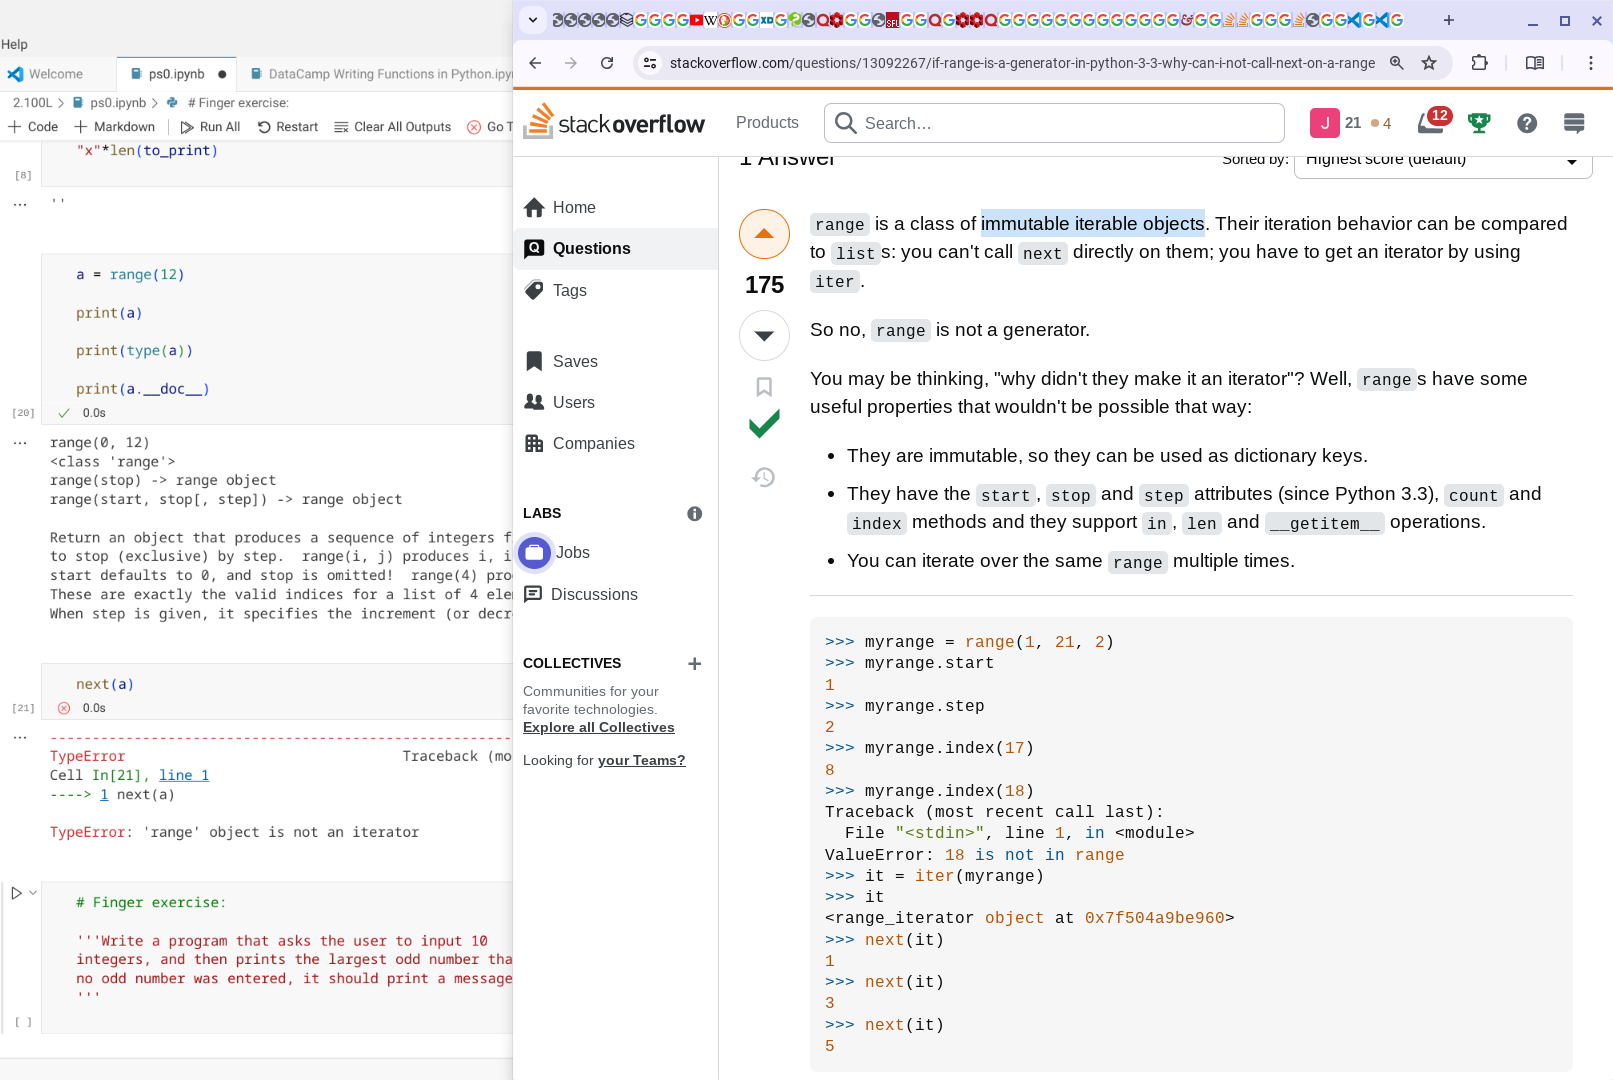 Help
Welcome
ps0.ipynb
DataCamp Writing Functions in Python.ipyn
2.100L > ps0.ipynb > # Finger exercise:
+ Code + Markdown Run All Restart Clear All Outputs Go T
"x"*len(to_print)
[8]
... ''
a = range(12)
print(a)
print(type(a))
print(a.__doc__)
[20] 0.0s
... range(0, 12)
<class 'range'>
range(stop) -> range object
range(start, stop[, step]) -> range object
Return an object that produces a sequence of integers f
to stop (exclusive) by step.  range(i, j) produces i, i
start defaults to 0, and stop is omitted!  range(4) pro
These are exactly the valid indices for a list of 4 ele
When step is given, it specifies the increment (or decr
next(a)
[21] 0.0s
... ---------------------------------------------------------
TypeError Traceback (mo
Cell In[21], line 1
----> 1 next(a)
TypeError: 'range' object is not an iterator
# Finger exercise:
'''Write a program that asks the user to input 10
integers, and then prints the largest odd number tha
no odd number was entered, it should print a message
'''
[ ]
stackoverflow.com/questions/13092267/if-range-is-a-generator-in-python-3-3-why-can-i-not-call-next-on-a-range
stackoverflow
Products
Search…
J 21 4 12
Home
Questions
Tags
Saves
Users
Companies
LABS
Jobs
Discussions
COLLECTIVES +
Communities for your
favorite technologies.
Explore all Collectives
Looking for your Teams?
1 Answer
Sorted by: Highest score (default)
175
range is a class of immutable iterable objects. Their iteration behavior can be compared
to lists: you can't call next directly on them; you have to get an iterator by using
iter.
So no, range is not a generator.
You may be thinking, "why didn't they make it an iterator"? Well, ranges have some
useful properties that wouldn't be possible that way:
• They are immutable, so they can be used as dictionary keys.
• They have the start, stop and step attributes (since Python 3.3), count and
index methods and they support in, len and __getitem__ operations.
• You can iterate over the same range multiple times.
>>> myrange = range(1, 21, 2)
>>> myrange.start
1
>>> myrange.step
2
>>> myrange.index(17)
8
>>> myrange.index(18)
Traceback (most recent call last):
  File "<stdin>", line 1, in <module>
ValueError: 18 is not in range
>>> it = iter(myrange)
>>> it
<range_iterator object at 0x7f504a9be960>
>>> next(it)
1
>>> next(it)
3
>>> next(it)
5